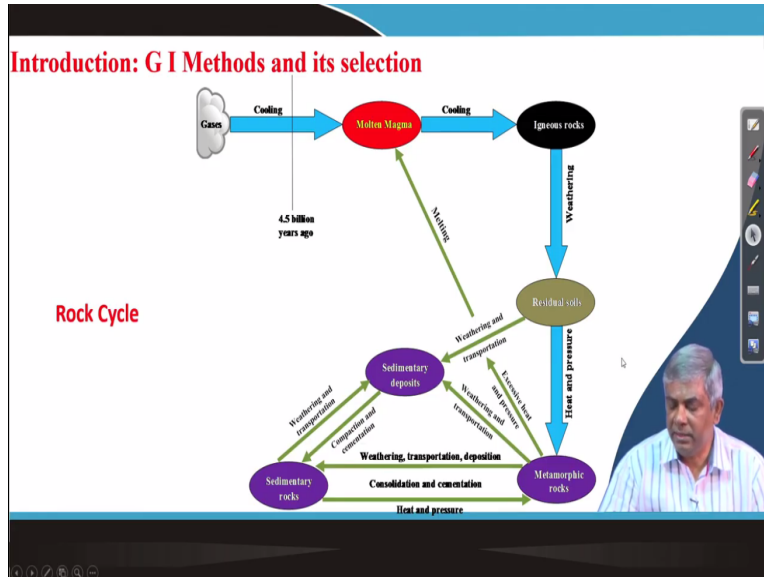 Introduction: G I Methods and its selection
Gases
Cooling
Molten Magma
Cooling
Igneous rocks
4.5 billion
years ago
Weathering
Melting
Residual soils
Rock Cycle
Weathering and
transportation
Heat and pressure
Sedimentary
deposits
Excessive heat
and pressure
Weathering and
transportation
Weathering and
transportation
Compaction and
cementation
Weathering, transportation, deposition
Sedimentary
rocks
Consolidation and cementation
Metamorphic
rocks
Heat and pressure